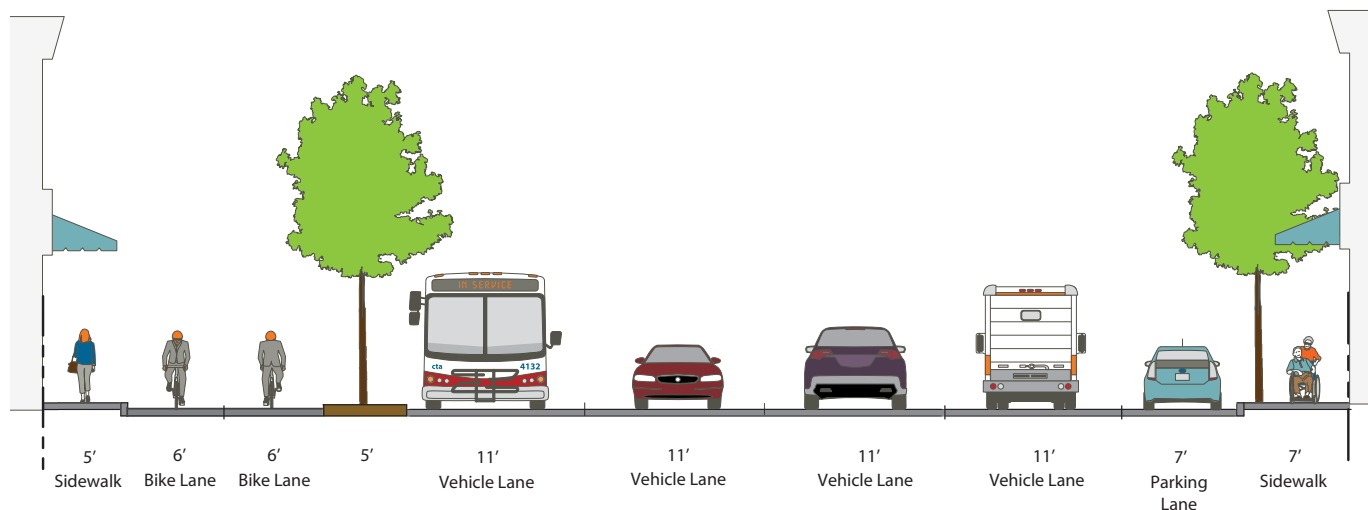 IN SERVICE
cta 4132
5’
Sidewalk
6’
Bike Lane
6’
Bike Lane
5’
11’
Vehicle Lane
11’
Vehicle Lane
11’
Vehicle Lane
11’
Vehicle Lane
7’
Parking
Lane
7’
Sidewalk